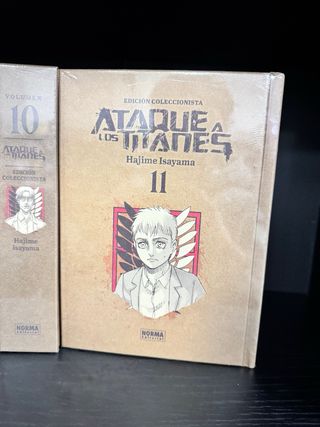 VOLUMEN
10
ATAQUE A
LOS TITANES
EDICIÓN
COLECCIONISTA
Hajime
Isayama
NORMA
Editorial
EDICIÓN COLECCIONISTA
ATAQUE A
LOS TITANES
Hajime Isayama
11
NORMA
Editorial